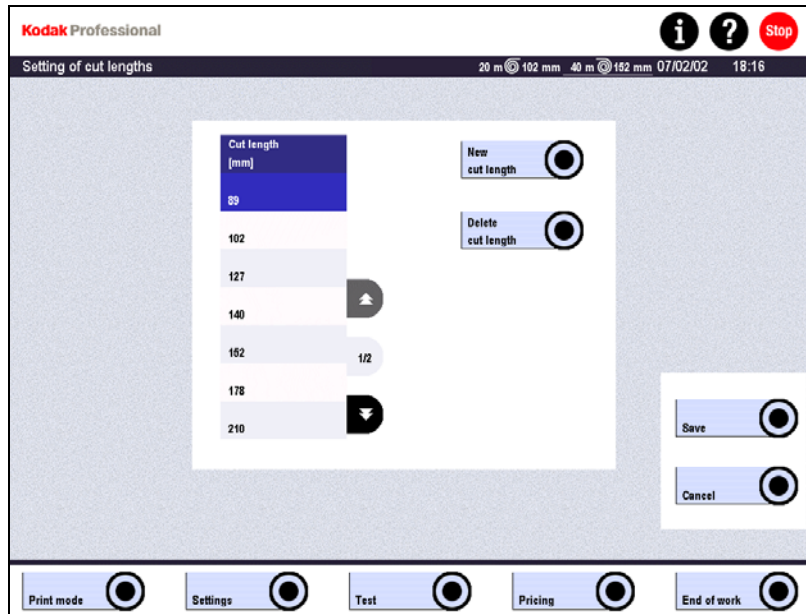 Kodak Professional
i ? Stop
Setting of cut lengths 20 m 102 mm 40 m 152 mm 07/02/02 18:16
Cut length
[mm]
89
102
127
140
152
178
210
1/2
New
cut length
Delete
cut length
Save
Cancel
Print mode Settings Test Pricing End of work